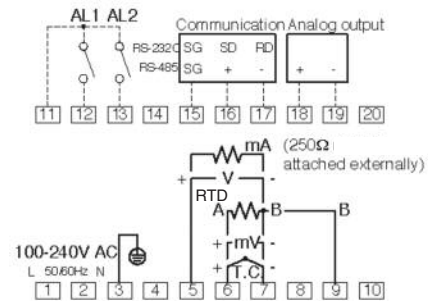 AL1 AL2
Communication Analog output
RS-232C SG SD RD
RS-485 SG + - + -
11 12 13 14 15 16 17 18 19 20
mA (250Ω
attached externally)
+ V -
RTD
A B B
100-240V AC
+ mV -
L 50/60Hz N
+ T.C. -
1 2 3 4 5 6 7 8 9 10